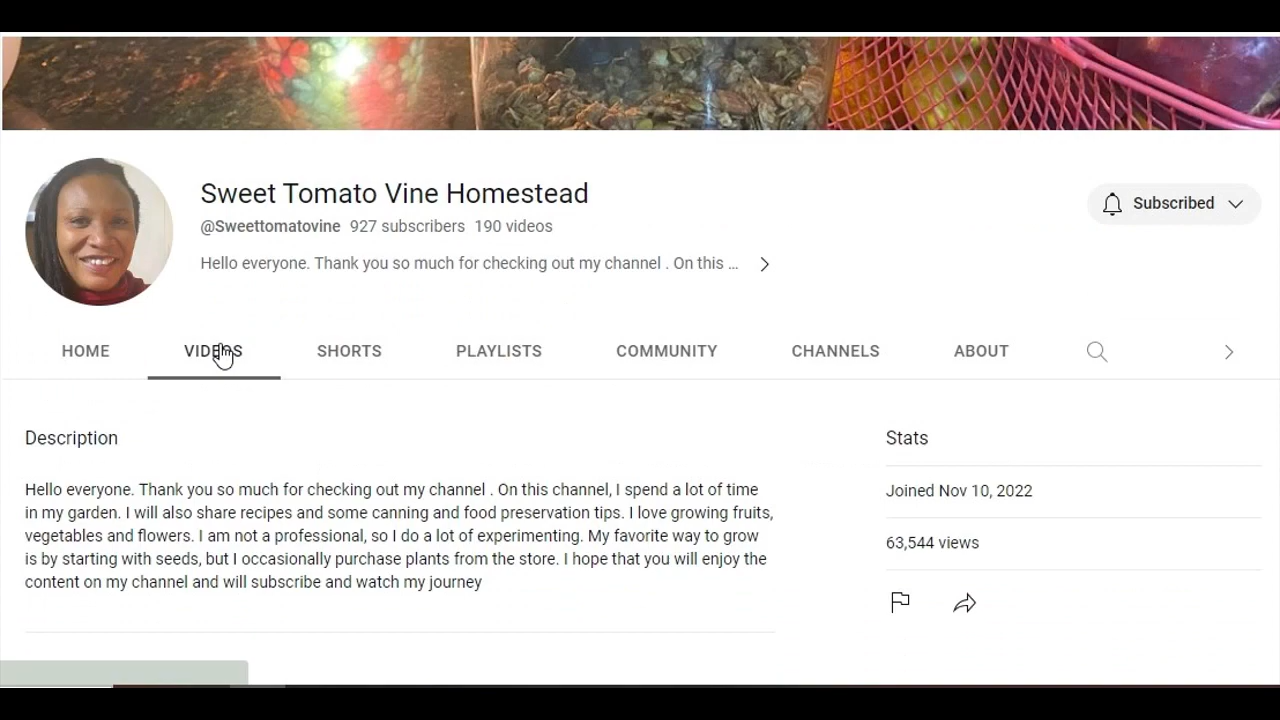 Sweet Tomato Vine Homestead
@Sweettomatovine 927 subscribers 190 videos
Subscribed
Hello everyone. Thank you so much for checking out my channel . On this ...
HOME VIDEOS SHORTS PLAYLISTS COMMUNITY CHANNELS ABOUT
Description
Hello everyone. Thank you so much for checking out my channel . On this channel, I spend a lot of time
in my garden. I will also share recipes and some canning and food preservation tips. I love growing fruits,
vegetables and flowers. I am not a professional, so I do a lot of experimenting. My favorite way to grow
is by starting with seeds, but I occasionally purchase plants from the store. I hope that you will enjoy the
content on my channel and will subscribe and watch my journey
Stats
Joined Nov 10, 2022
63,544 views